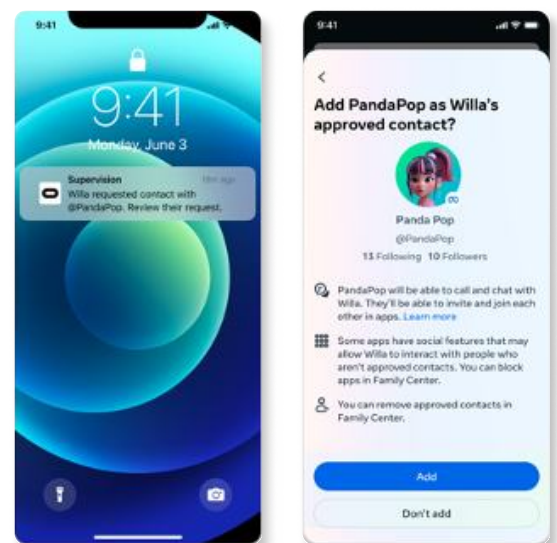 9:41
9:41
Monday, June 3
Supervision 10m ago
Willa requested contact with
@PandaPop. Review their request.
9:41
Add PandaPop as Willa's
approved contact?
Panda Pop
@PandaPop
13 Following 10 Followers
PandaPop will be able to call and chat with
Willa. They'll be able to invite and join each
other in apps. Learn more
Some apps have social features that may
allow Willa to interact with people who
aren't approved contacts. You can block
apps in Family Center.
You can remove approved contacts in
Family Center.
Add
Don't add